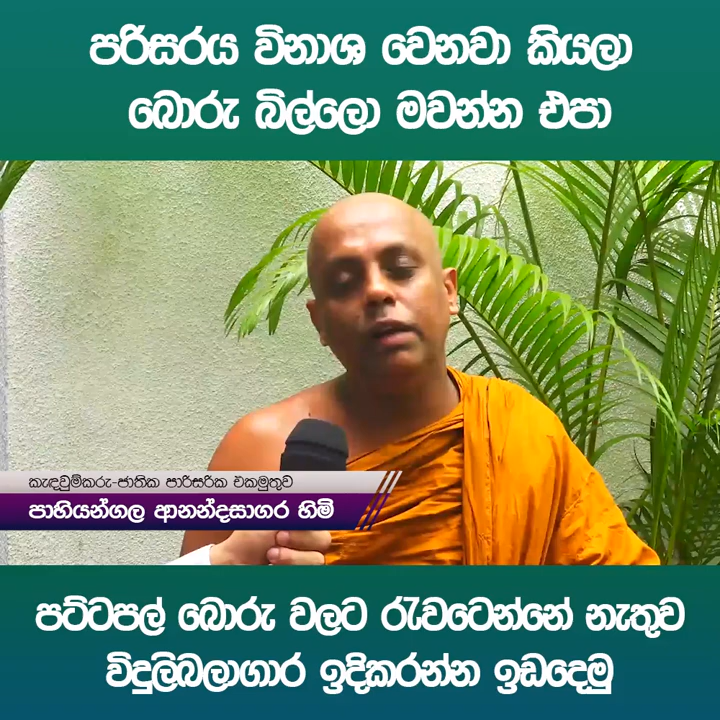 පරිසරය විනාශ වෙනවා කියලා
බොරු බිල්ලෝ මවන්න එපා
කැඳවුම්කරු-ජාතික පාරිසරික එකමුතුව
පාහියන්ගල ආනන්දසාගර හිමි
පට්ටපල් බොරු වලට රැවටෙන්නේ නැතුව
විදුලිබලාගාර ඉදිකරන්න ඉඩදෙමු